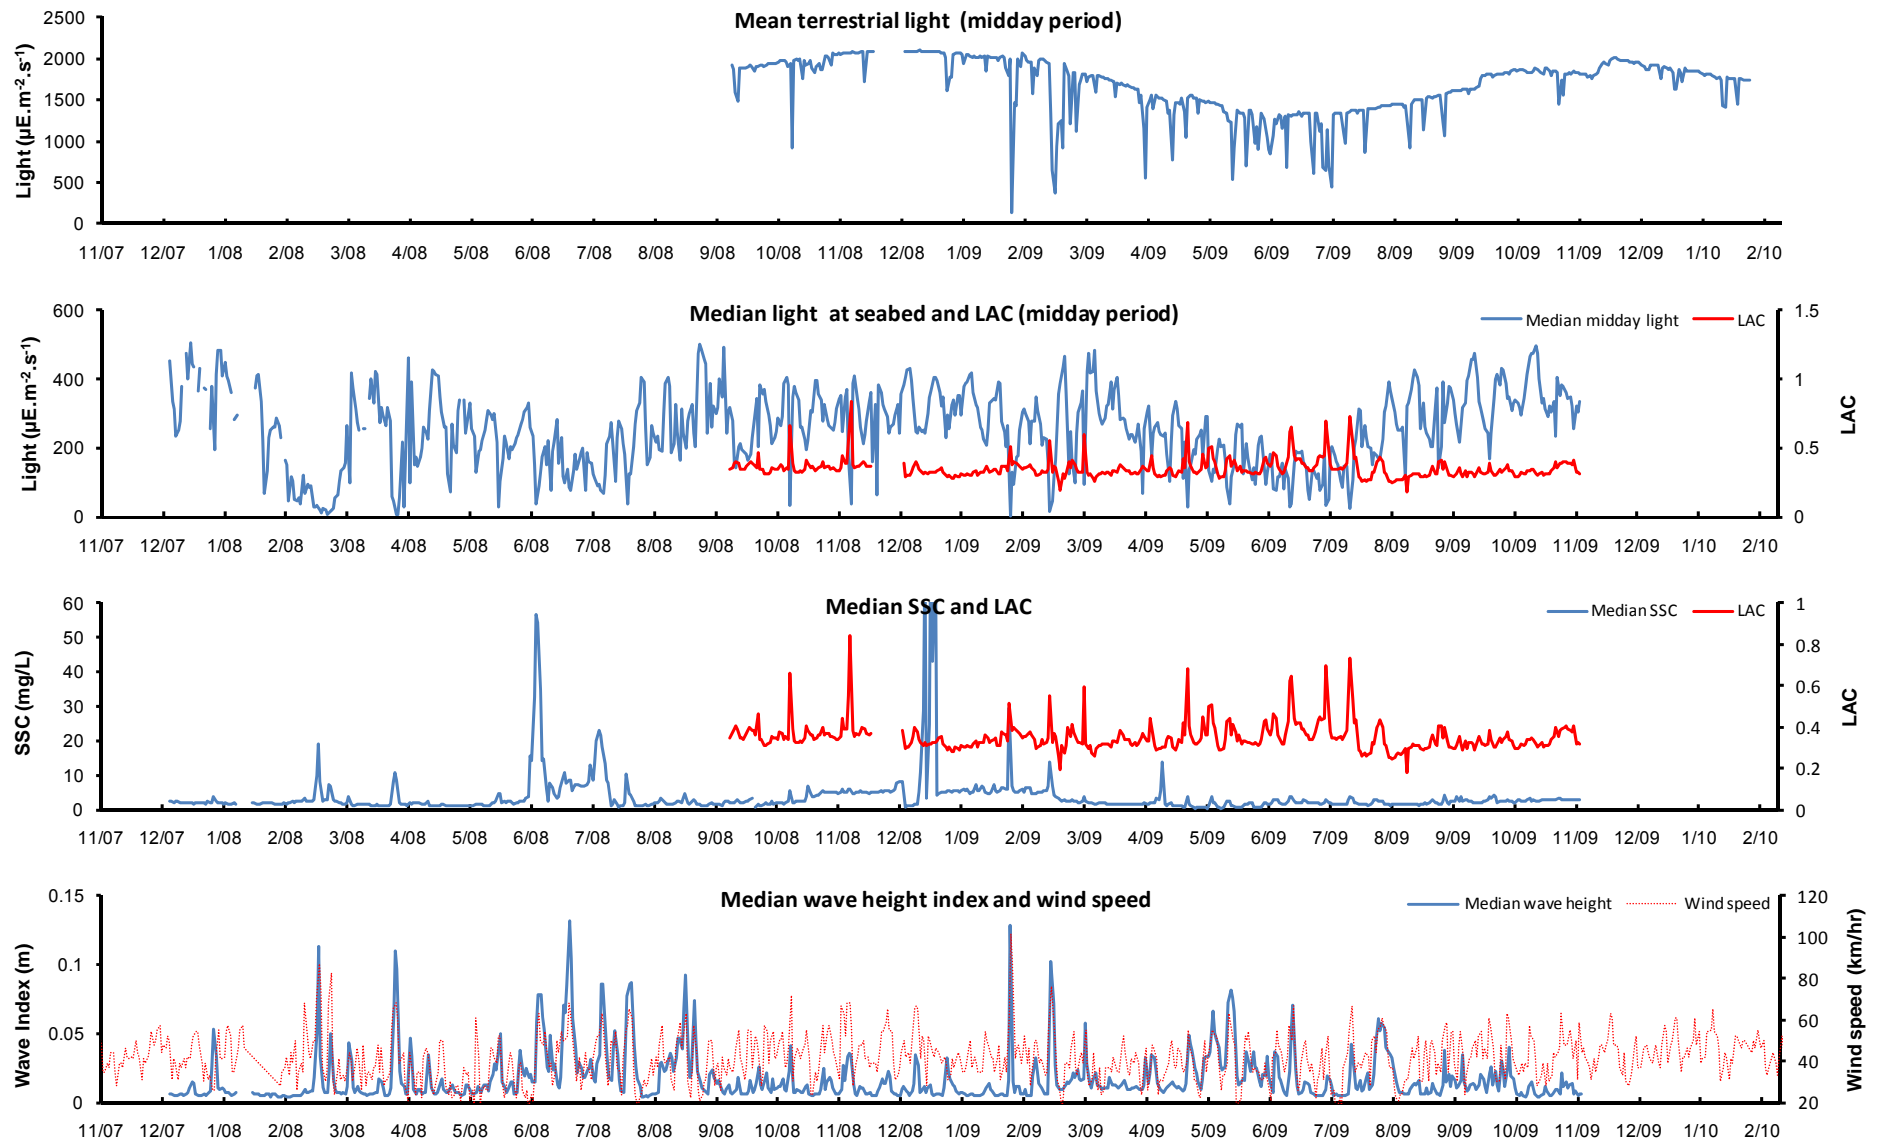 Mean terrestrial light (midday period)
Light (µE.m-2.s-1)
2500
2000
1500
1000
500
0
11/07 12/07 1/08 2/08 3/08 4/08 5/08 6/08 7/08 8/08 9/08 10/08 11/08 12/08 1/09 2/09 3/09 4/09 5/09 6/09 7/09 8/09 9/09 10/09 11/09 12/09 1/10 2/10
Median light at seabed and LAC (midday period)
Median midday light LAC
Light (µE.m-2.s-1)
600
400
200
0
LAC
1.5
1
0.5
0
11/07 12/07 1/08 2/08 3/08 4/08 5/08 6/08 7/08 8/08 9/08 10/08 11/08 12/08 1/09 2/09 3/09 4/09 5/09 6/09 7/09 8/09 9/09 10/09 11/09 12/09 1/10 2/10
Median SSC and LAC
Median SSC LAC
SSC (mg/L)
60
50
40
30
20
10
0
LAC
1
0.8
0.6
0.4
0.2
0
11/07 12/07 1/08 2/08 3/08 4/08 5/08 6/08 7/08 8/08 9/08 10/08 11/08 12/08 1/09 2/09 3/09 4/09 5/09 6/09 7/09 8/09 9/09 10/09 11/09 12/09 1/10 2/10
Median wave height index and wind speed
Median wave height Wind speed
Wave Index (m)
0.15
0.1
0.05
0
Wind speed (km/hr)
120
100
80
60
40
20
11/07 12/07 1/08 2/08 3/08 4/08 5/08 6/08 7/08 8/08 9/08 10/08 11/08 12/08 1/09 2/09 3/09 4/09 5/09 6/09 7/09 8/09 9/09 10/09 11/09 12/09 1/10 2/10